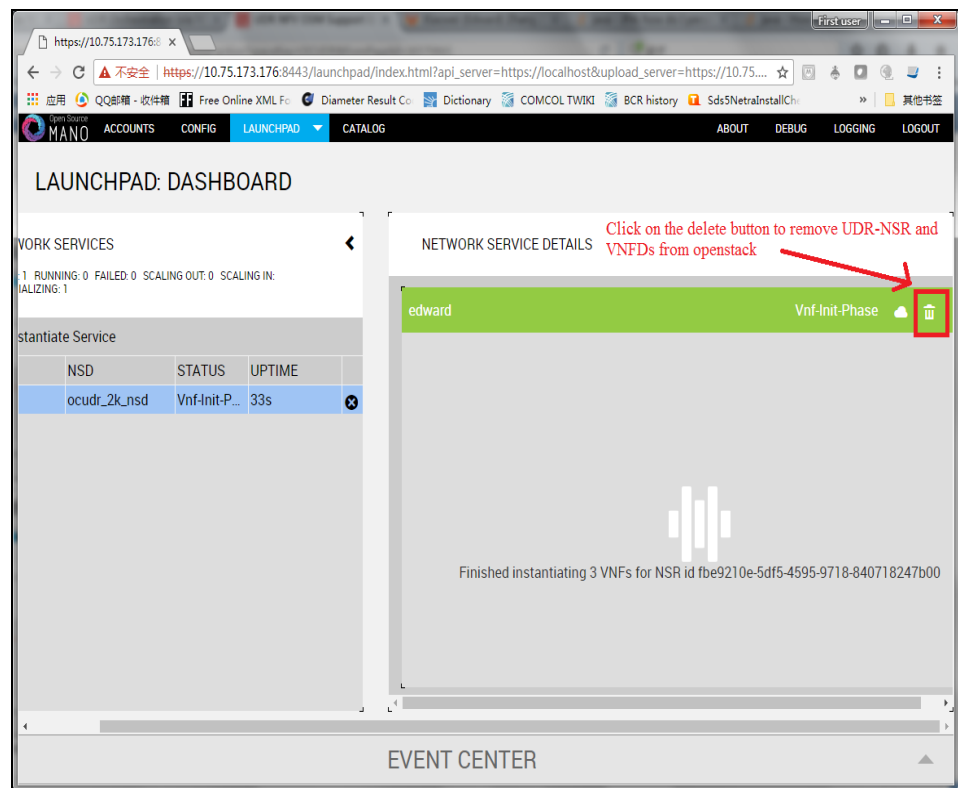 First user
https://10.75.173.176:8
不安全 https://10.75.173.176:8443/launchpad/index.html?api_server=https://localhost&upload_server=https://10.75....
应用 QQ邮箱 - 收件箱 Free Online XML Fo Diameter Result Co Dictionary COMCOL TWIKI BCR history Sds5NetraInstallChe » 其他书签
Open Source
MANO ACCOUNTS CONFIG LAUNCHPAD CATALOG ABOUT DEBUG LOGGING LOGOUT
LAUNCHPAD: DASHBOARD
WORK SERVICES
: 1 RUNNING: 0 FAILED: 0 SCALING OUT: 0 SCALING IN:
IALIZING: 1
NETWORK SERVICE DETAILS
Click on the delete button to remove UDR-NSR and
VNFDs from openstack
edward Vnf-Init-Phase
stantiate Service
NSD STATUS UPTIME
ocudr_2k_nsd Vnf-Init-P... 33s
Finished instantiating 3 VNFs for NSR id fbe9210e-5df5-4595-9718-840718247b00
EVENT CENTER